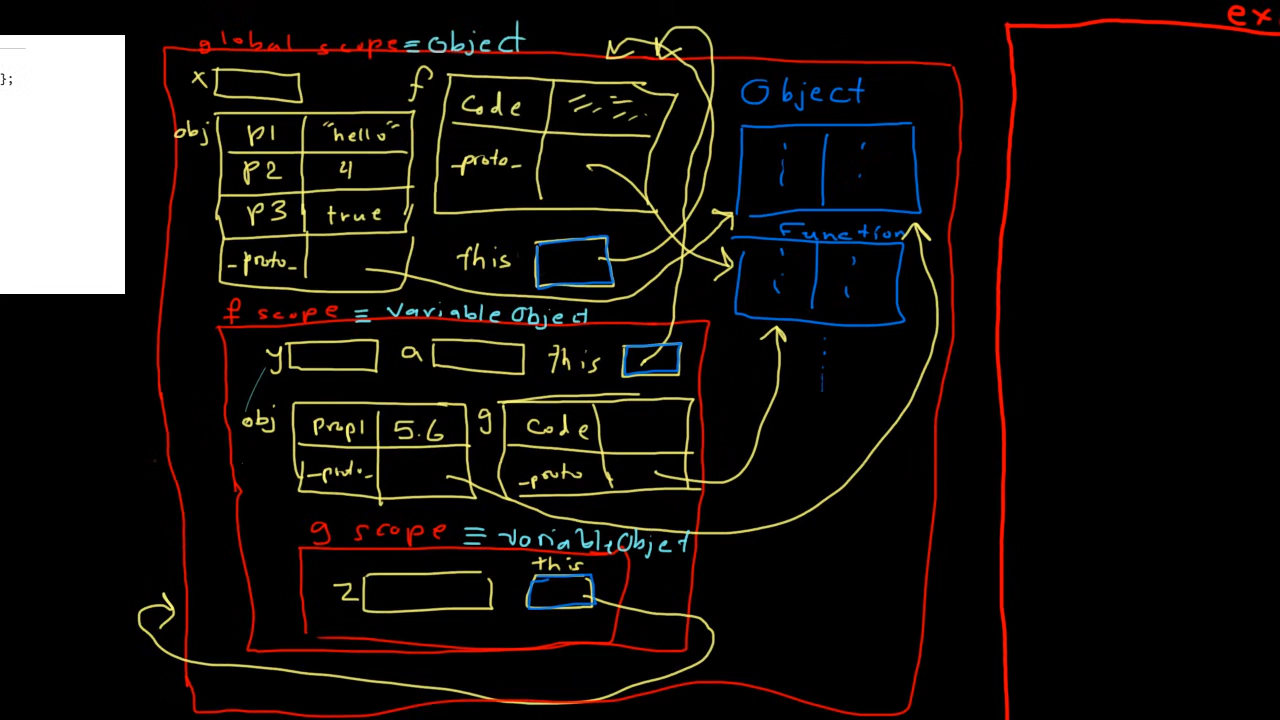 ex
global scope ≡ Object
};
x
f
Object
obj
p1 "hello"
p2 4
p3 true
_proto_
Code
_proto_
this
Function
f scope ≡ Variable Object
y
a
this
obj
prop1 5.6
_proto_
g
Code
_proto
g scope ≡ variableObject
z
this